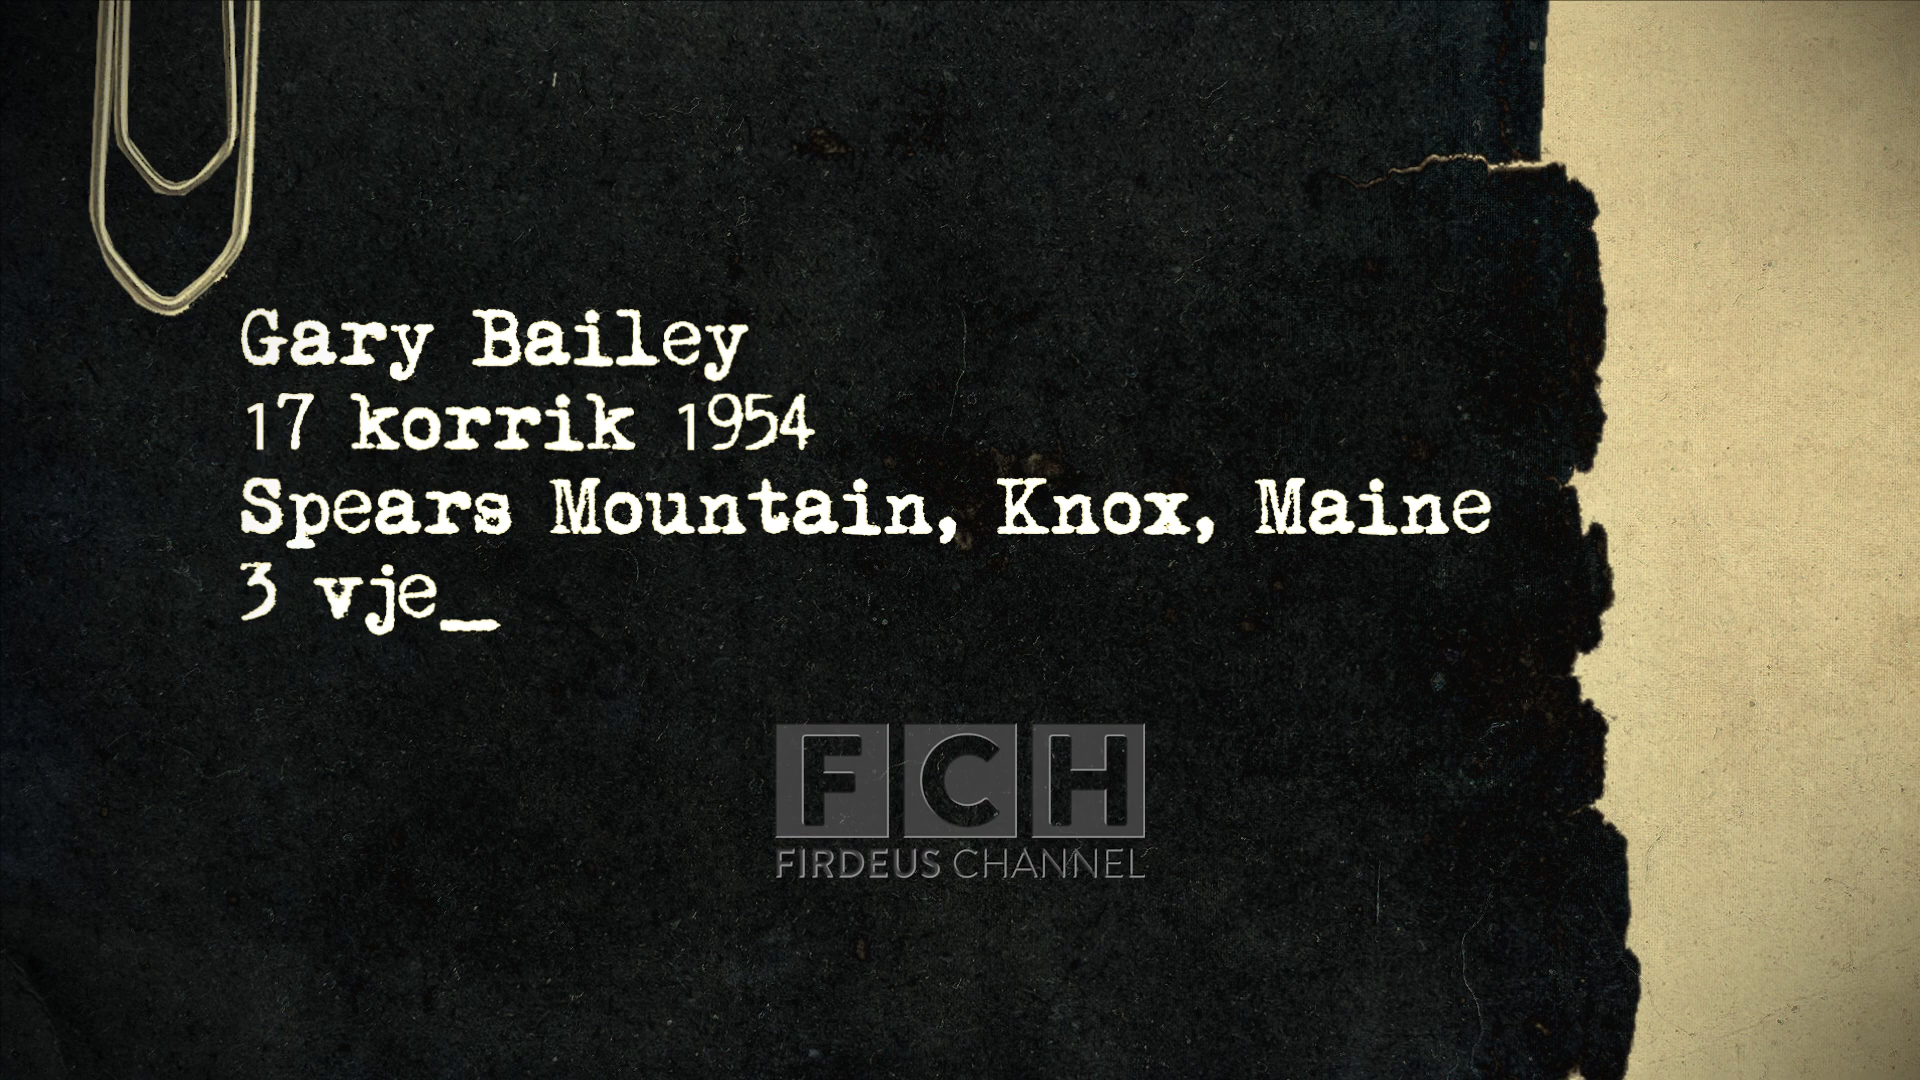 Gary Bailey
17 korrik 1954
Spears Mountain, Knox, Maine
3 vje_
FCH
FIRDEUS CHANNEL